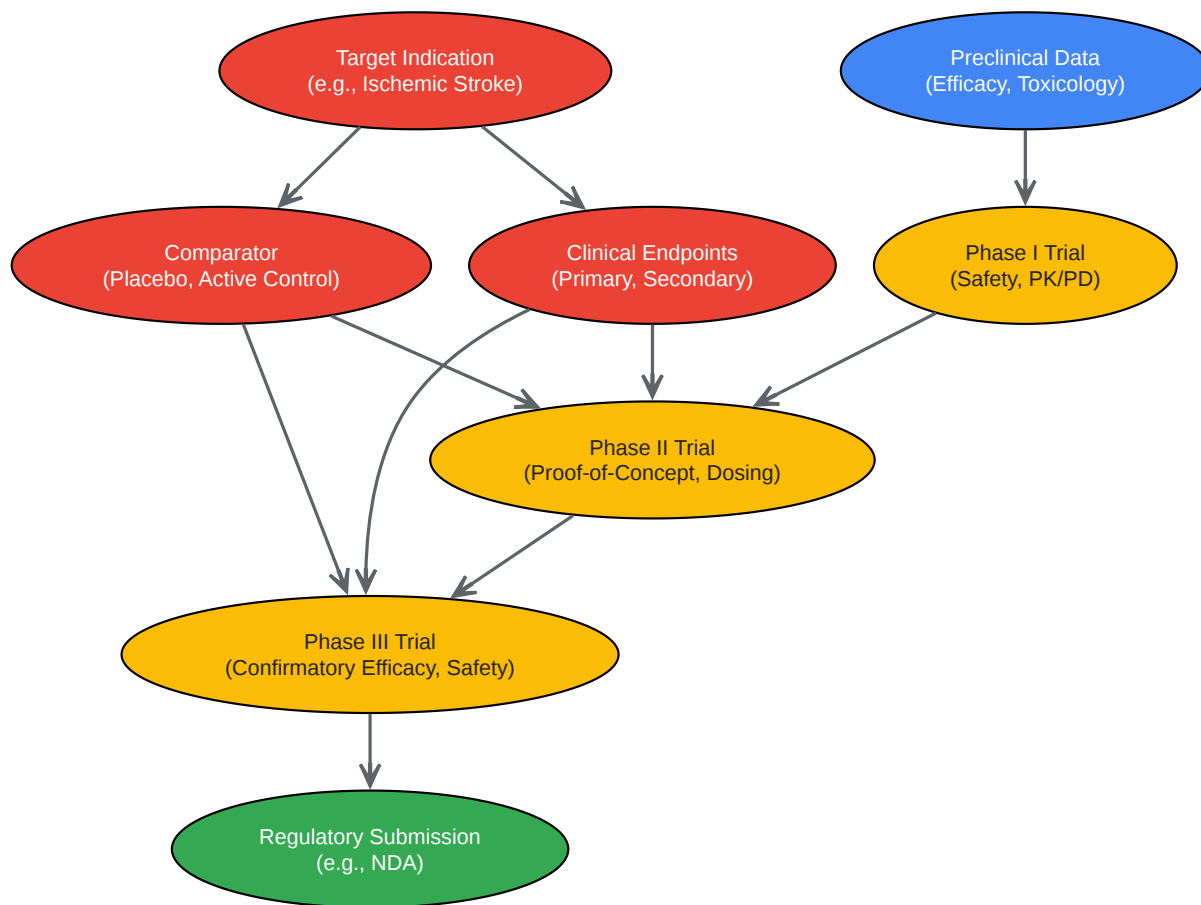 Target Indication
(e.g., Ischemic Stroke)
Preclinical Data
(Efficacy, Toxicology)
Comparator
(Placebo, Active Control)
Clinical Endpoints
(Primary, Secondary)
Phase I Trial
(Safety, PK/PD)
Phase II Trial
(Proof-of-Concept, Dosing)
Phase III Trial
(Confirmatory Efficacy, Safety)
Regulatory Submission
(e.g., NDA)